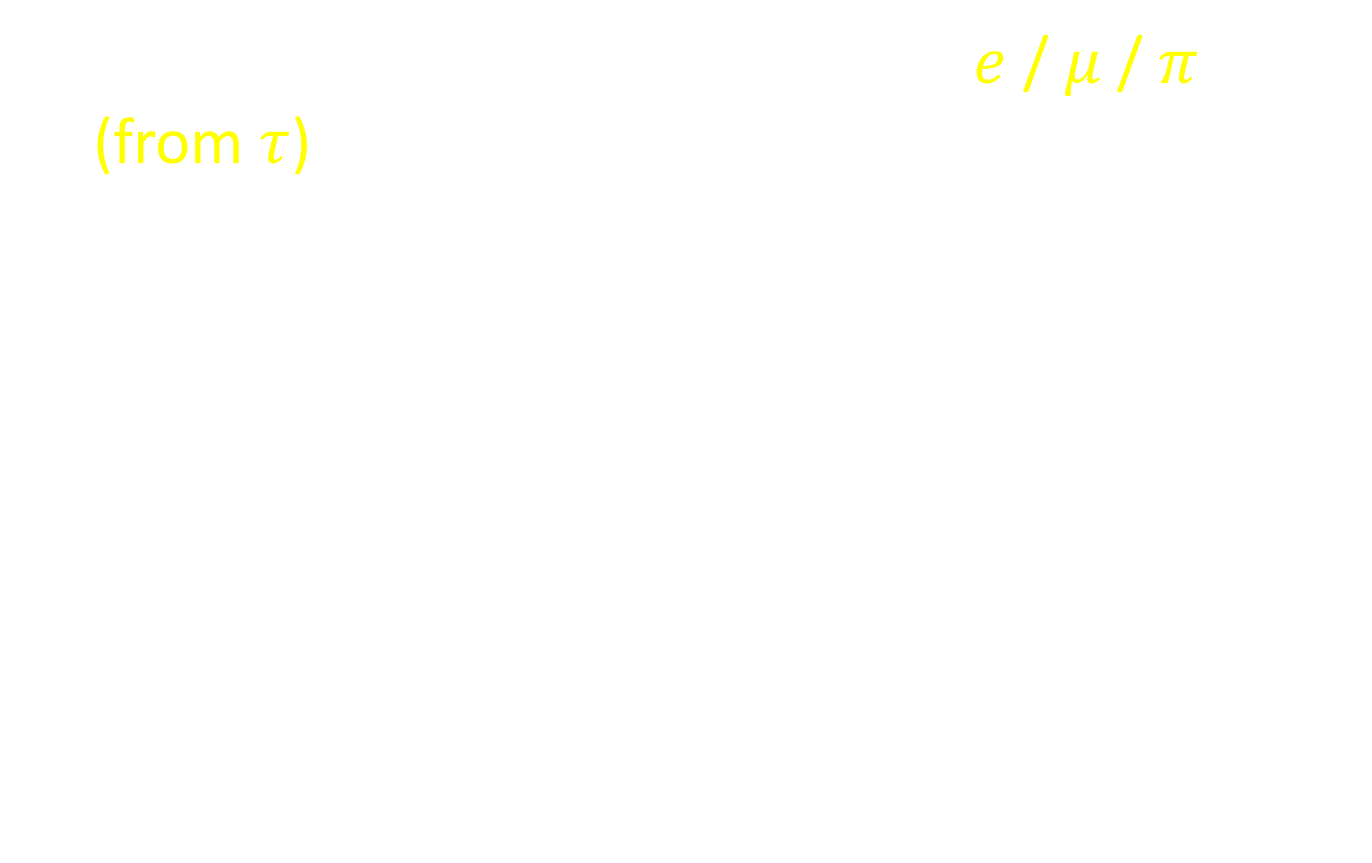 𝑒 / 𝜇 / 𝜋
(from 𝜏)